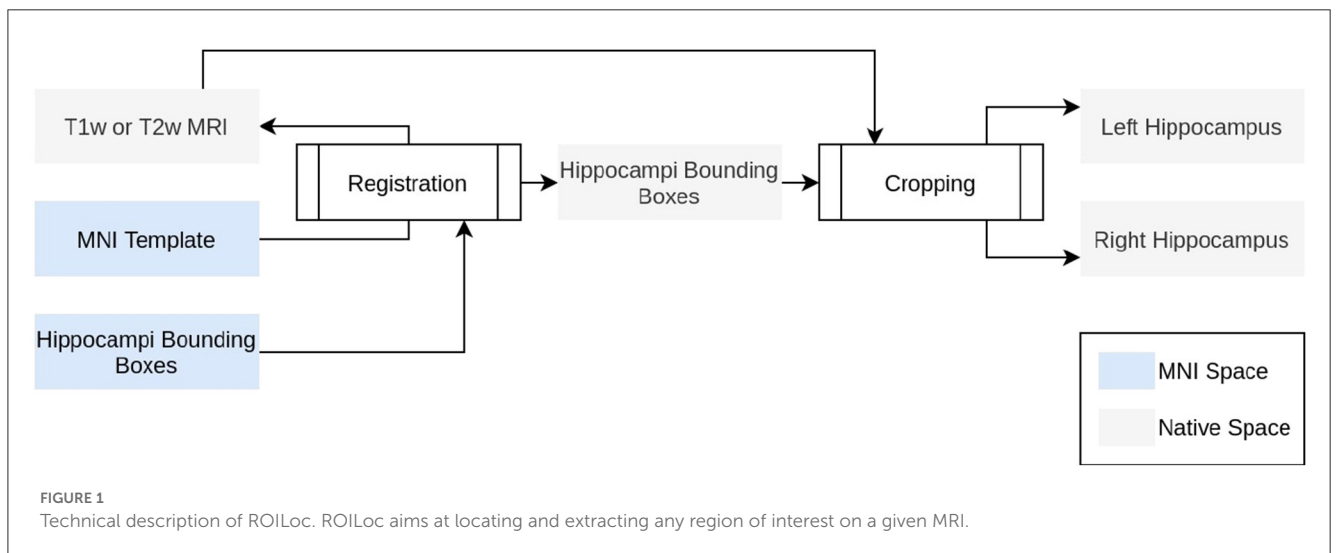 T1w or T2w MRI
MNI Template
Hippocampi Bounding
Boxes
Registration
Hippocampi Bounding
Boxes
Cropping
Left Hippocampus
Right Hippocampus
MNI Space
Native Space
FIGURE 1
Technical description of ROILoc. ROILoc aims at locating and extracting any region of interest on a given MRI.